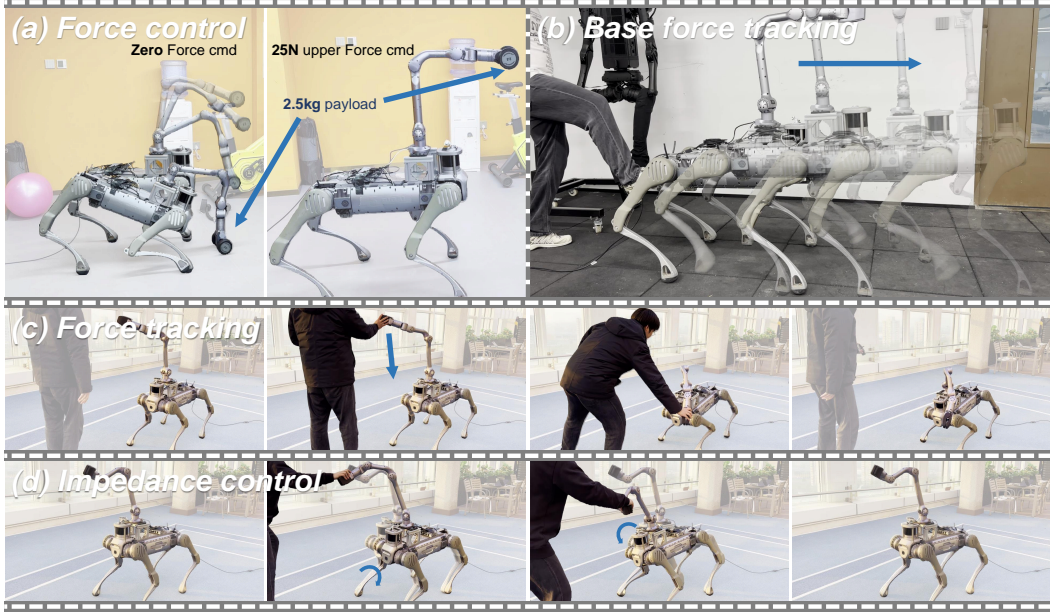 (a) Force control
Zero Force cmd
25N upper Force cmd
2.5kg payload
(b) Base force tracking
(c) Force tracking
(d) Impedance control